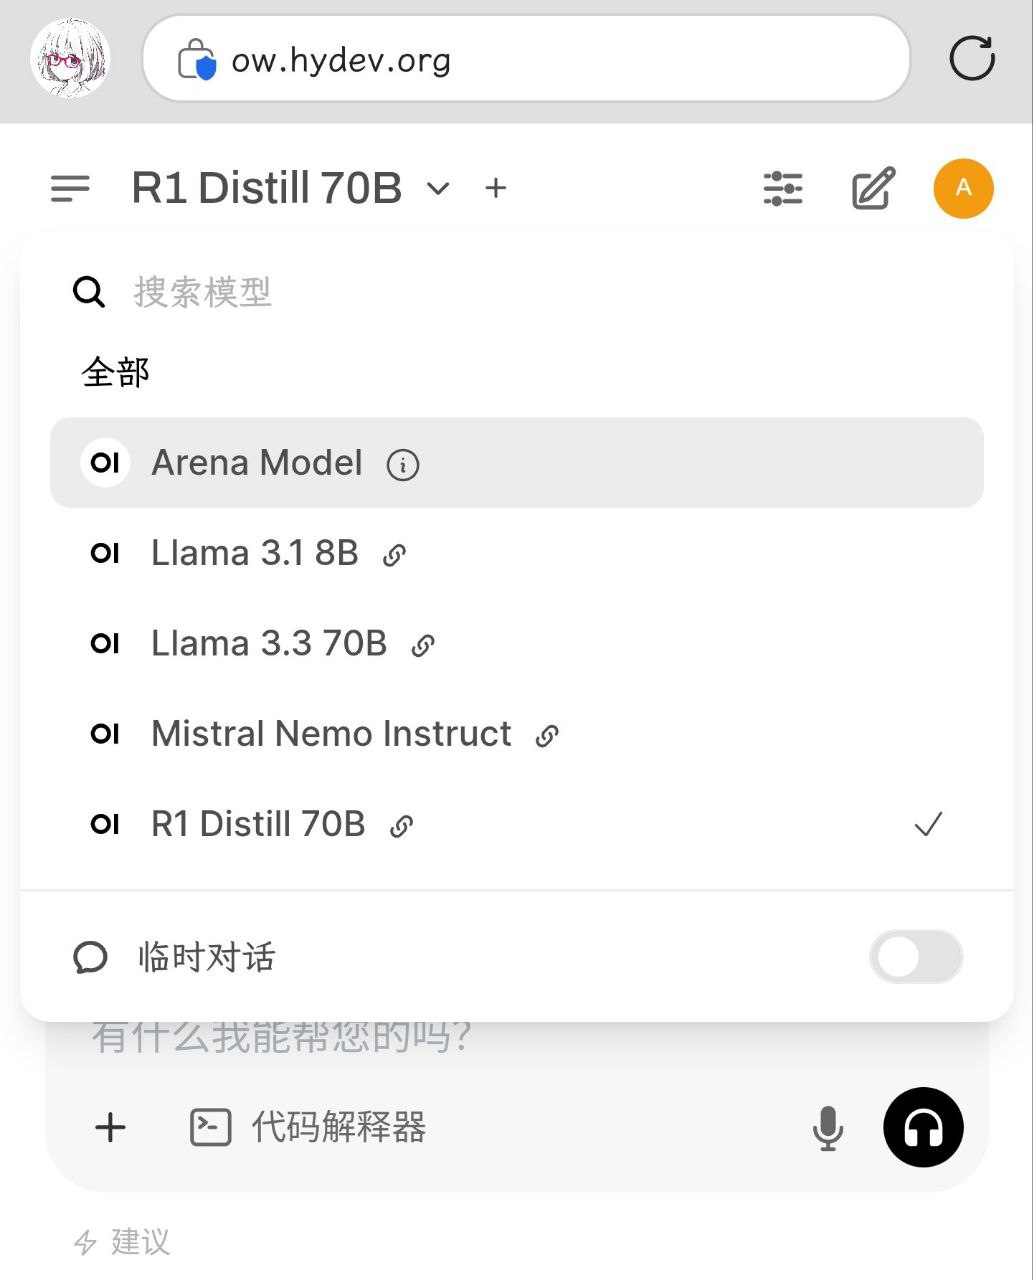 ow.hydev.org
R1 Distill 70B
A
搜索模型
全部
OI Arena Model
OI Llama 3.1 8B
OI Llama 3.3 70B
OI Mistral Nemo Instruct
OI R1 Distill 70B
临时对话
有什么我能帮您的吗?
代码解释器
建议